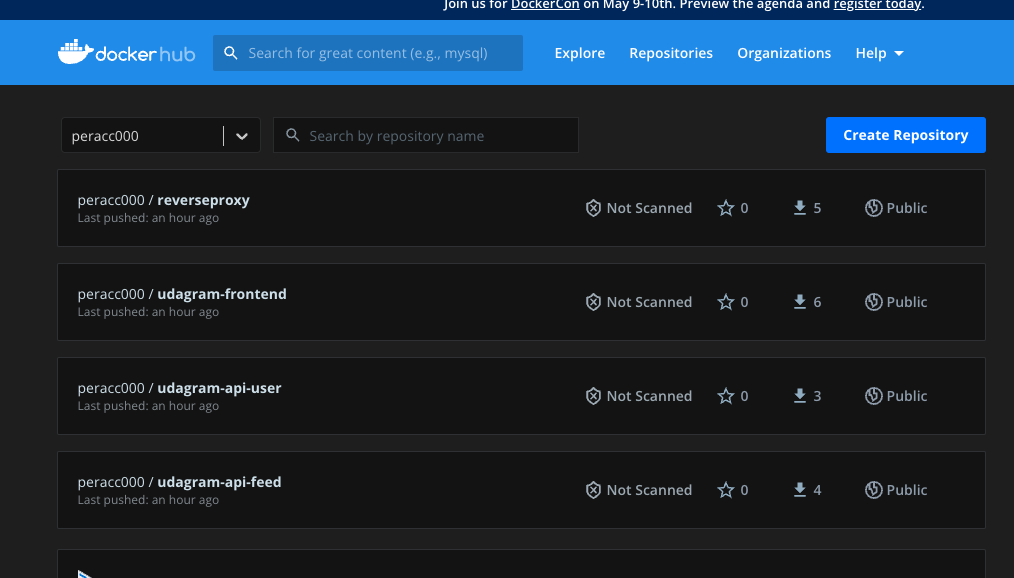 Join us for DockerCon on May 9-10th. Preview the agenda and register today.
dockerhub
Search for great content (e.g., mysql)
Explore
Repositories
Organizations
Help
peracc000
Search by repository name
Create Repository
peracc000 / reverseproxy
Last pushed: an hour ago
Not Scanned
0
5
Public
peracc000 / udagram-frontend
Last pushed: an hour ago
Not Scanned
0
6
Public
peracc000 / udagram-api-user
Last pushed: an hour ago
Not Scanned
0
3
Public
peracc000 / udagram-api-feed
Last pushed: an hour ago
Not Scanned
0
4
Public